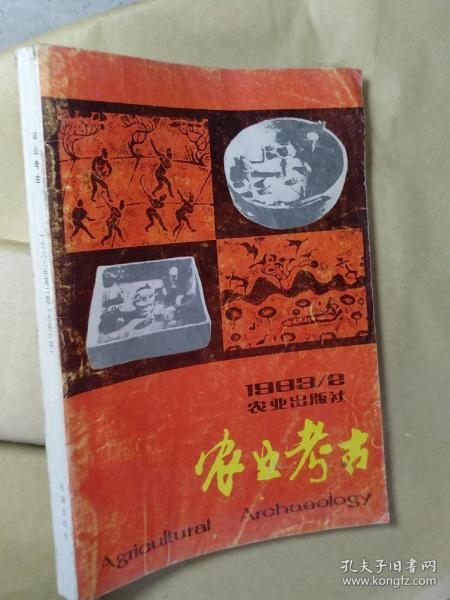 农业考古
1983/2
农业出版社
农业考古
Agricultural Archaeology
孔夫子旧书网
www.kongfz.com